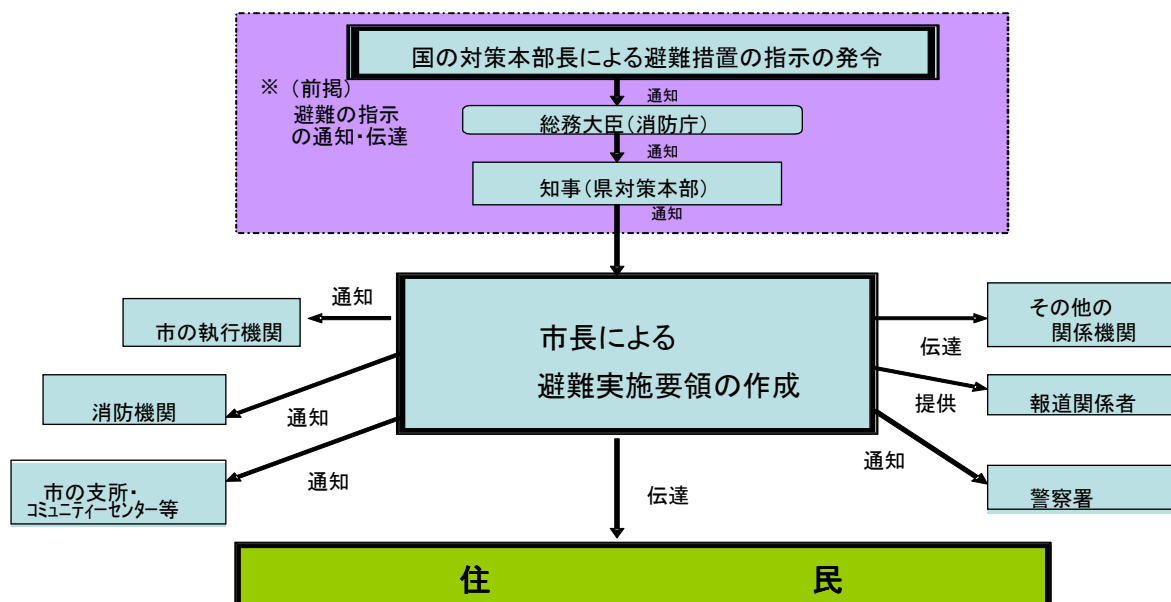 国の対策本部長による避難措置の指示の発令
※（前掲）
避難の指示
の通知・伝達
通知
総務大臣（消防庁）
通知
知事（県対策本部）
通知
市長による
避難実施要領の作成
通知
市の執行機関
消防機関
通知
市の支所・
コミュニティーセンター等
通知
その他の
関係機関
伝達
報道関係者
提供
通知
警察署
伝達
住　民